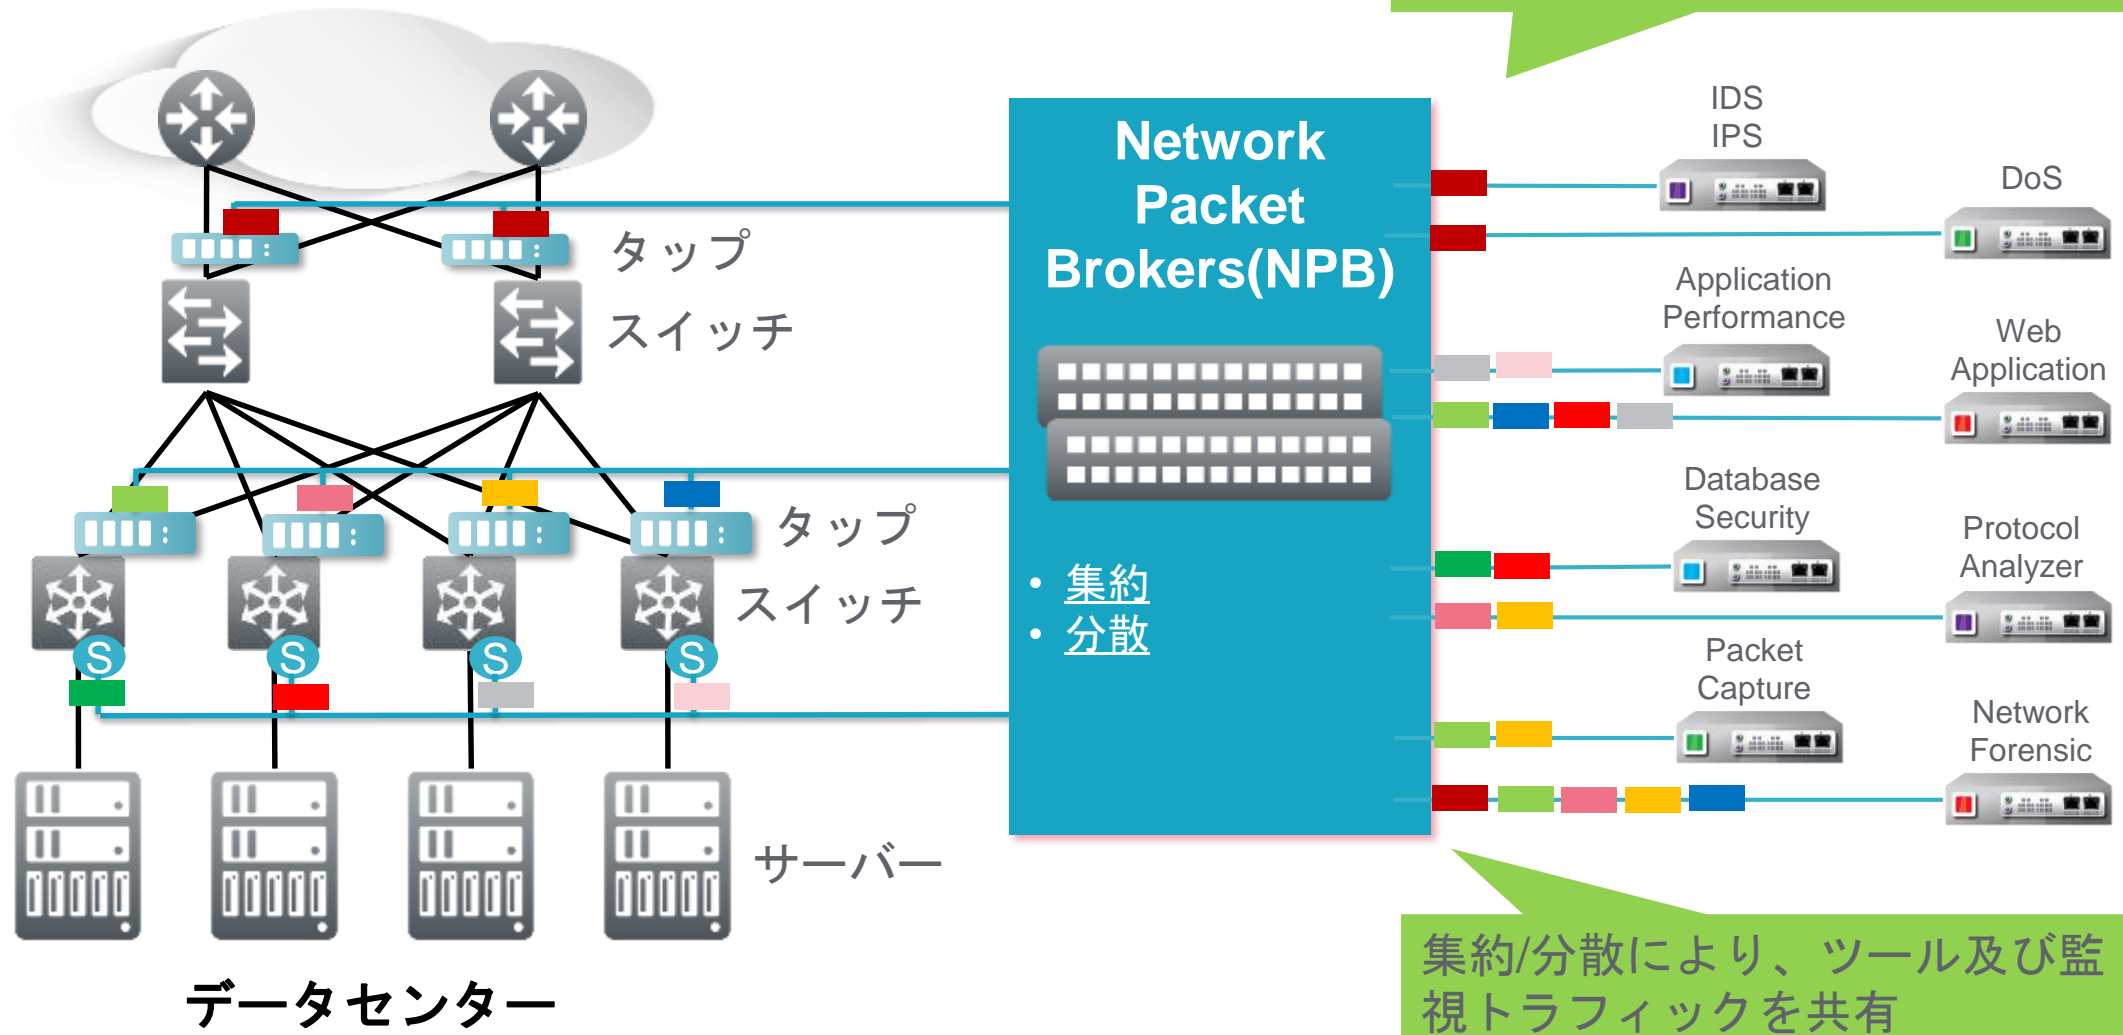 Network
Packet
Brokers(NPB)
• 集約
• 分散
タップ
スイッチ
タップ
スイッチ
S
S
S
S
サーバー
データセンター
IDS
IPS
DoS
Application
Performance
Web
Application
Database
Security
Protocol
Analyzer
Packet
Capture
Network
Forensic
集約/分散により、ツール及び監
視トラフィックを共有